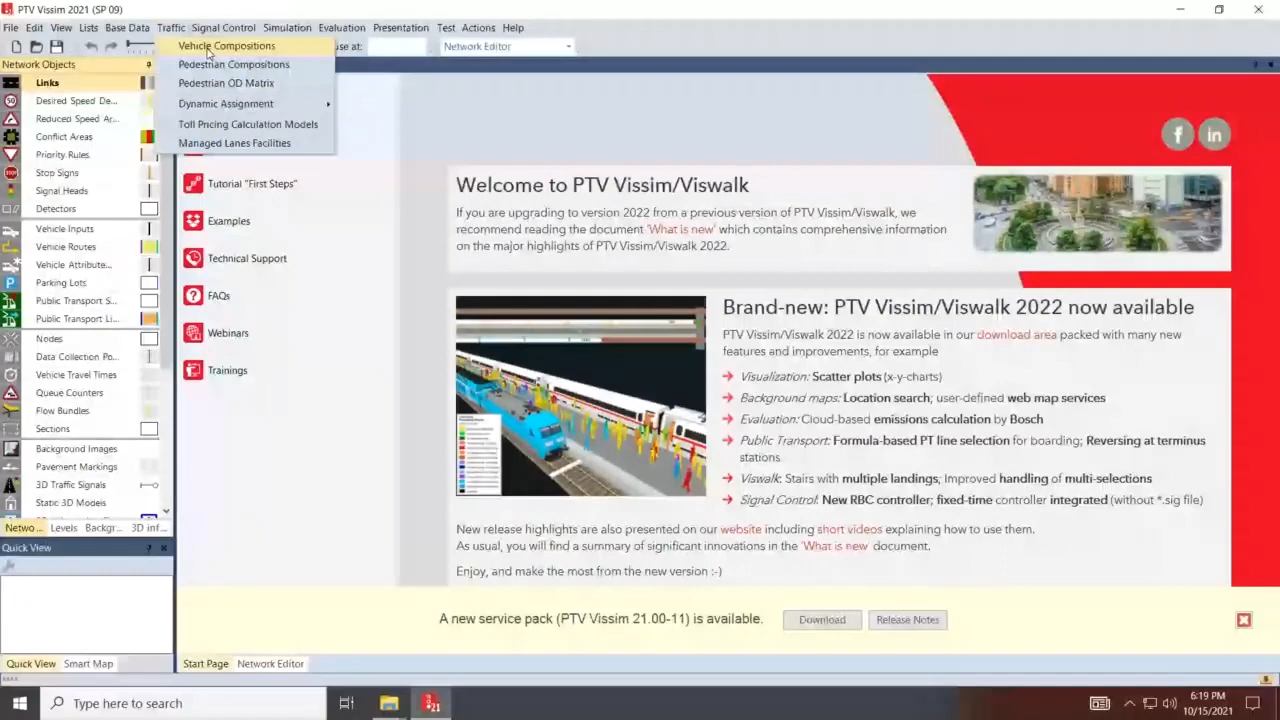 PTV Vissim 2021 (SP 09)
File Edit View Lists Base Data Traffic Signal Control Simulation Evaluation Presentation Test Actions Help
se at: Network Editor
Network Objects
Vehicle Compositions
Pedestrian Compositions
Pedestrian OD Matrix
Dynamic Assignment
Toll Pricing Calculation Models
Managed Lanes Facilities
Links
Desired Speed De...
Reduced Speed Ar...
Conflict Areas
Priority Rules
Stop Signs
Signal Heads
Detectors
Vehicle Inputs
Vehicle Routes
Vehicle Attribute...
Parking Lots
Public Transport S...
Public Transport Li...
Nodes
Data Collection Po...
Vehicle Travel Times
Queue Counters
Flow Bundles
Sections
Background Images
Pavement Markings
3D Traffic Signals
Static 3D Models
Netwo... Levels Backgr... 3D inf...
Quick View
Quick View Smart Map
Tutorial "First Steps"
Examples
Technical Support
FAQs
Webinars
Trainings
Welcome to PTV Vissim/Viswalk
If you are upgrading to version 2022 from a previous version of PTV Vissim/Viswalk, we
recommend reading the document 'What is new' which contains comprehensive information
on the major highlights of PTV Vissim/Viswalk 2022.
Brand-new: PTV Vissim/Viswalk 2022 now available
PTV Vissim/Viswalk 2022 is now available in our download area packed with many new
features and improvements, for example
Visualization: Scatter plots (x-y-charts)
Background maps: Location search; user-defined web map services
Evaluation: Cloud-based emissions calculation by Bosch
Public Transport: Formula-based PT line selection for boarding; Reversing at terminus
stations
Viswalk: Stairs with multiple landings; Improved handling of multi-selections
Signal Control: New RBC controller; fixed-time controller integrated (without *.sig file)
New release highlights are also presented on our website including short videos explaining how to use them.
As usual, you will find a summary of significant innovations in the 'What is new' document.
Enjoy, and make the most from the new version :-)
A new service pack (PTV Vissim 21.00-11) is available. Download Release Notes
Start Page Network Editor
Type here to search
21
6:19 PM
10/15/2021